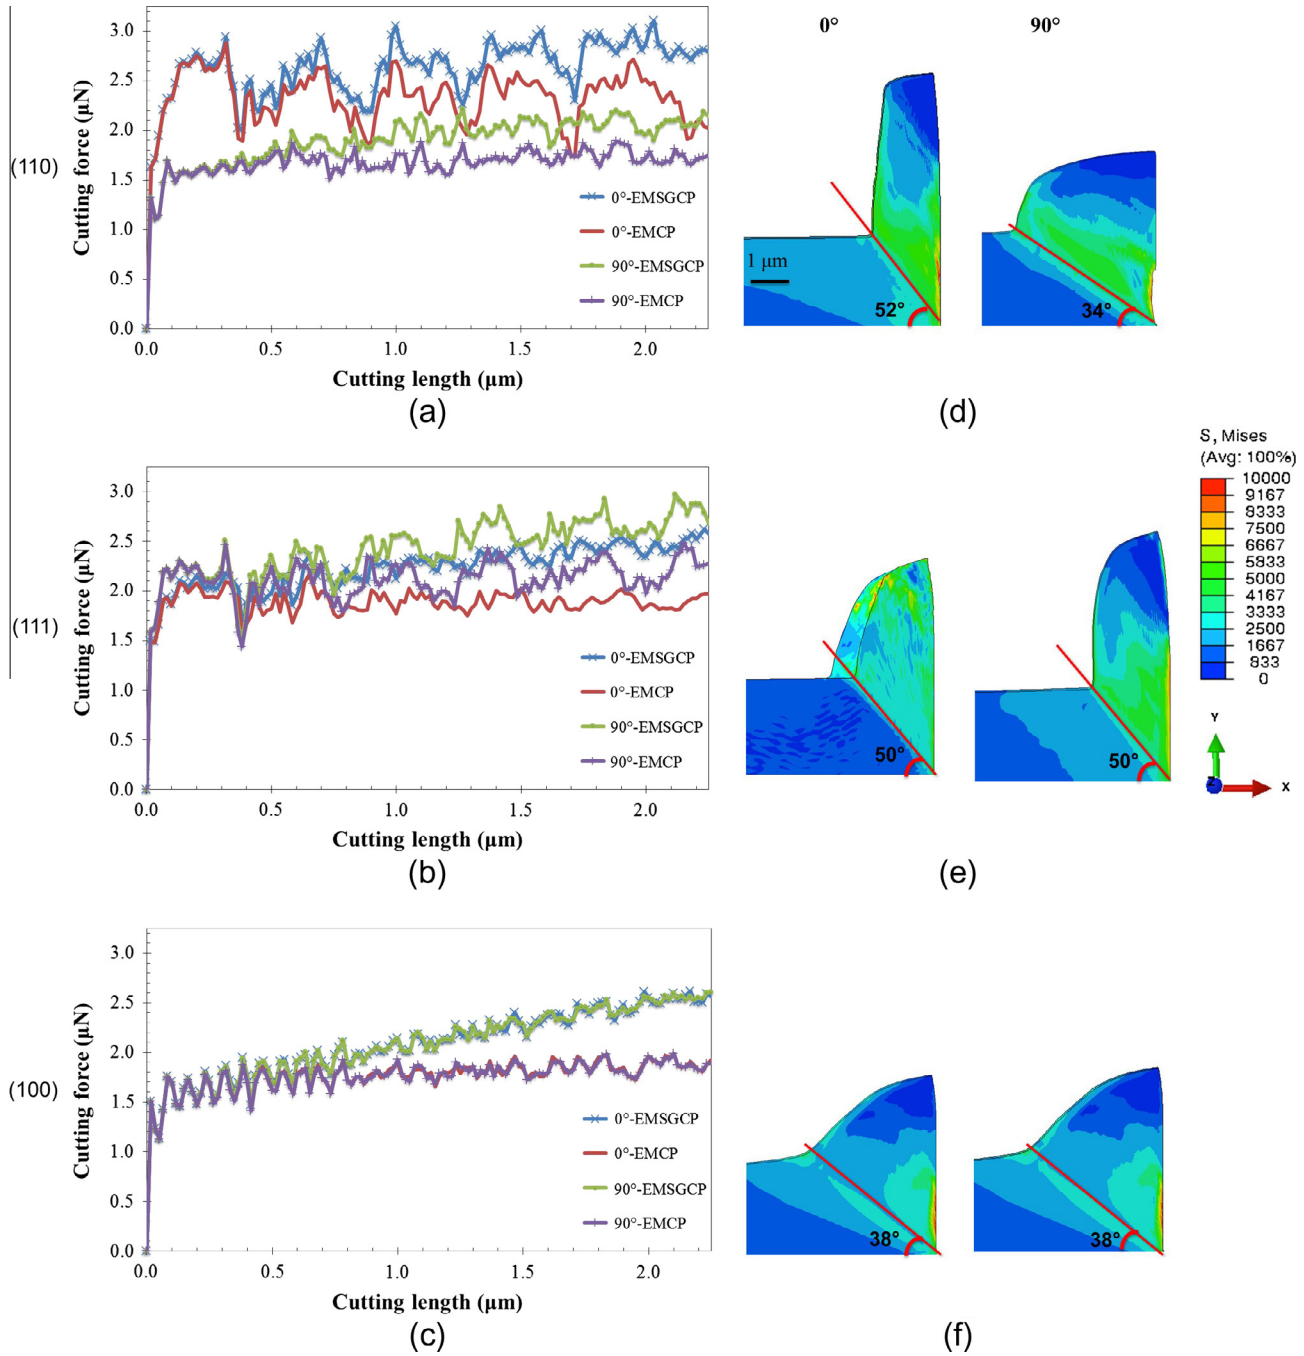 (110)
Cutting force (μN)
3.0
2.5
2.0
1.5
1.0
0.5
0.0
0°-EMSGCP
0°-EMCP
90°-EMSGCP
90°-EMCP
0.0 0.5 1.0 1.5 2.0
Cutting length (μm)
(a)
0° 90°
1 μm
52° 34°
(d)
(111)
Cutting force (μN)
3.0
2.5
2.0
1.5
1.0
0.5
0.0
0°-EMSGCP
0°-EMCP
90°-EMSGCP
90°-EMCP
0.0 0.5 1.0 1.5 2.0
Cutting length (μm)
(b)
50° 50°
(e)
S, Mises
(Avg: 100%)
10000
9167
8333
7500
6667
5833
5000
4167
3333
2500
1667
833
0
Y
Z X
(100)
Cutting force (μN)
3.0
2.5
2.0
1.5
1.0
0.5
0.0
0°-EMSGCP
0°-EMCP
90°-EMSGCP
90°-EMCP
0.0 0.5 1.0 1.5 2.0
Cutting length (μm)
(c)
38° 38°
(f)